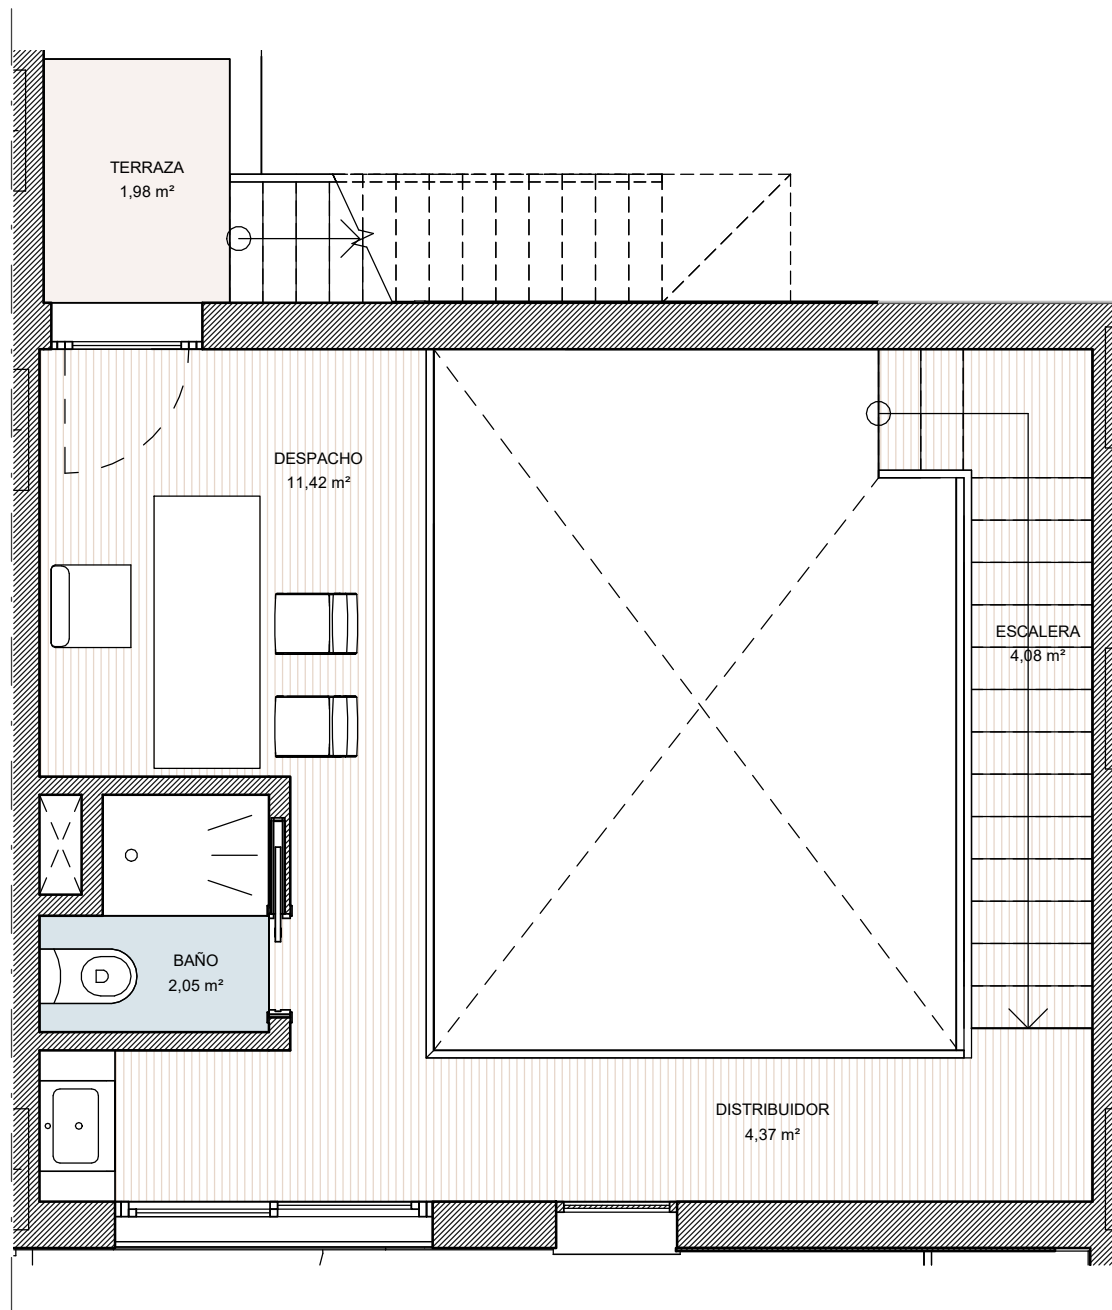 TERRAZA
1,98 m²
DESPACHO
11,42 m²
ESCALERA
4,08 m²
BAÑO
2,05 m²
DISTRIBUIDOR
4,37 m²